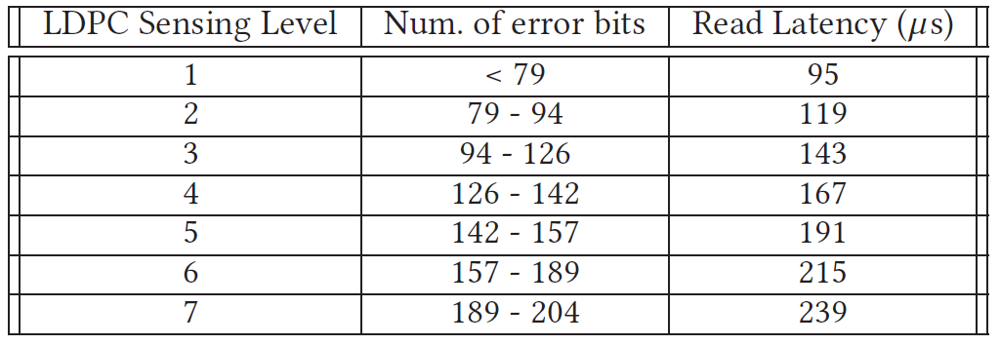 LDPC Sensing Level Num. of error bits Read Latency (μs)
1 < 79 95
2 79 - 94 119
3 94 - 126 143
4 126 - 142 167
5 142 - 157 191
6 157 - 189 215
7 189 - 204 239